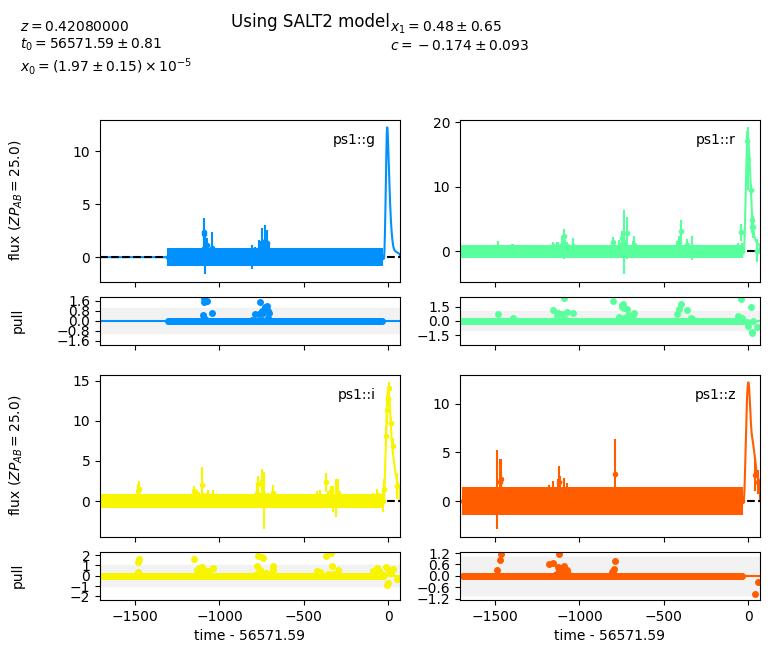 Using SALT2 model
z = 0.42080000
x₁ = 0.48 ± 0.65
t₀ = 56571.59 ± 0.81
c = −0.174 ± 0.093
x₀ = (1.97 ± 0.15) × 10⁻⁵
flux (ZP_AB = 25.0)
10
5
0
ps1::g
20
10
0
ps1::r
pull
1.6
0.8
0.0
−0.8
−1.6
1.5
0.0
−1.5
flux (ZP_AB = 25.0)
15
10
5
0
ps1::i
10
5
0
ps1::z
pull
2
1
0
−1
−2
1.2
0.6
0.0
−0.6
−1.2
−1500 −1000 −500 0
−1500 −1000 −500 0
time - 56571.59
time - 56571.59